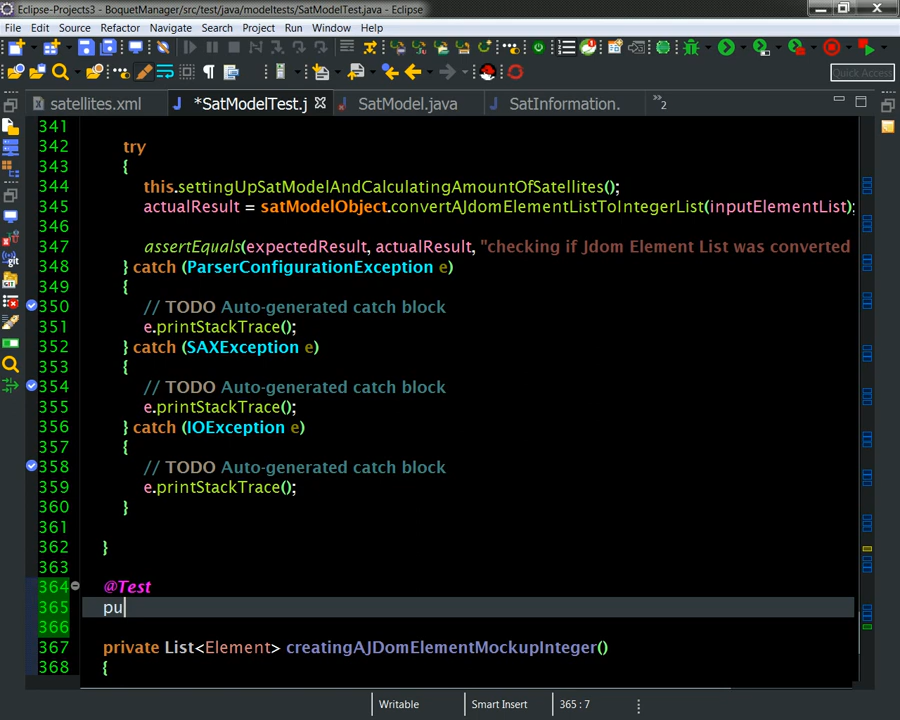 Eclipse-Projects3 - BoquetManager/src/test/java/modeltests/SatModelTest.java - Eclipse
File Edit Source Refactor Navigate Search Project Run Window Help
Quick Access
satellites.xml *SatModelTest.j SatModel.java SatInformation. 2
341
342 try
343 {
344 this.settingUpSatModelAndCalculatingAmountOfSatellites();
345 actualResult = satModelObject.convertAJdomElementListToIntegerList(inputElementList);
346
347 assertEquals(expectedResult, actualResult, "checking if Jdom Element List was converted
348 } catch (ParserConfigurationException e)
349 {
350 // TODO Auto-generated catch block
351 e.printStackTrace();
352 } catch (SAXException e)
353 {
354 // TODO Auto-generated catch block
355 e.printStackTrace();
356 } catch (IOException e)
357 {
358 // TODO Auto-generated catch block
359 e.printStackTrace();
360 }
361
362 }
363
364 @Test
365 pu
366
367 private List<Element> creatingAJDomElementMockupInteger()
368 {
Writable Smart Insert 365 : 7